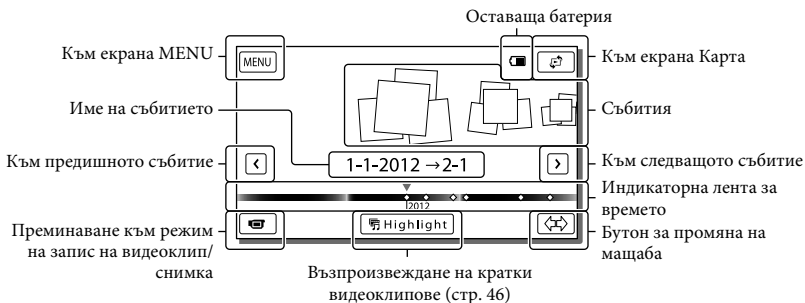 Оставаща батерия
Към екрана MENU
MENU
Към екрана Карта
Име на събитието
Събития
Към предишното събитие
1-1-2012 →2-1
Към следващото събитие
Индикаторна лента за
времето
2012
Преминаване към режим
на запис на видеоклип/
снимка
Highlight
Бутон за промяна на
мащаба
Възпроизвеждане на кратки
видеоклипове (стр. 46)